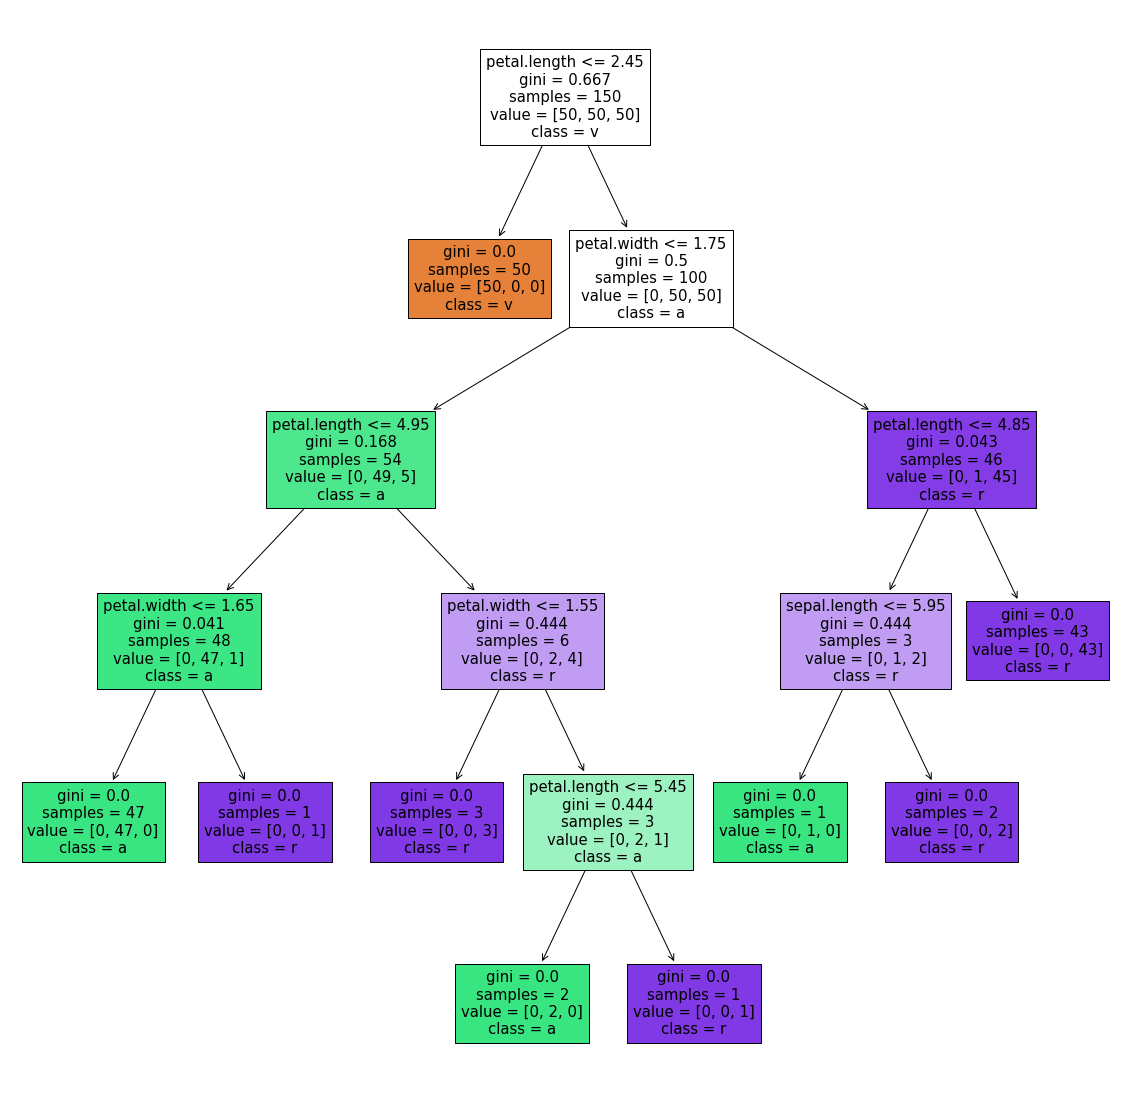 petal.length <= 2.45
gini = 0.667
samples = 150
value = [50, 50, 50]
class = v
gini = 0.0
samples = 50
value = [50, 0, 0]
class = v
petal.width <= 1.75
gini = 0.5
samples = 100
value = [0, 50, 50]
class = a
petal.length <= 4.95
gini = 0.168
samples = 54
value = [0, 49, 5]
class = a
petal.length <= 4.85
gini = 0.043
samples = 46
value = [0, 1, 45]
class = r
petal.width <= 1.65
gini = 0.041
samples = 48
value = [0, 47, 1]
class = a
petal.width <= 1.55
gini = 0.444
samples = 6
value = [0, 2, 4]
class = r
sepal.length <= 5.95
gini = 0.444
samples = 3
value = [0, 1, 2]
class = r
gini = 0.0
samples = 43
value = [0, 0, 43]
class = r
gini = 0.0
samples = 47
value = [0, 47, 0]
class = a
gini = 0.0
samples = 1
value = [0, 0, 1]
class = r
gini = 0.0
samples = 3
value = [0, 0, 3]
class = r
petal.length <= 5.45
gini = 0.444
samples = 3
value = [0, 2, 1]
class = a
gini = 0.0
samples = 1
value = [0, 1, 0]
class = a
gini = 0.0
samples = 2
value = [0, 0, 2]
class = r
gini = 0.0
samples = 2
value = [0, 2, 0]
class = a
gini = 0.0
samples = 1
value = [0, 0, 1]
class = r